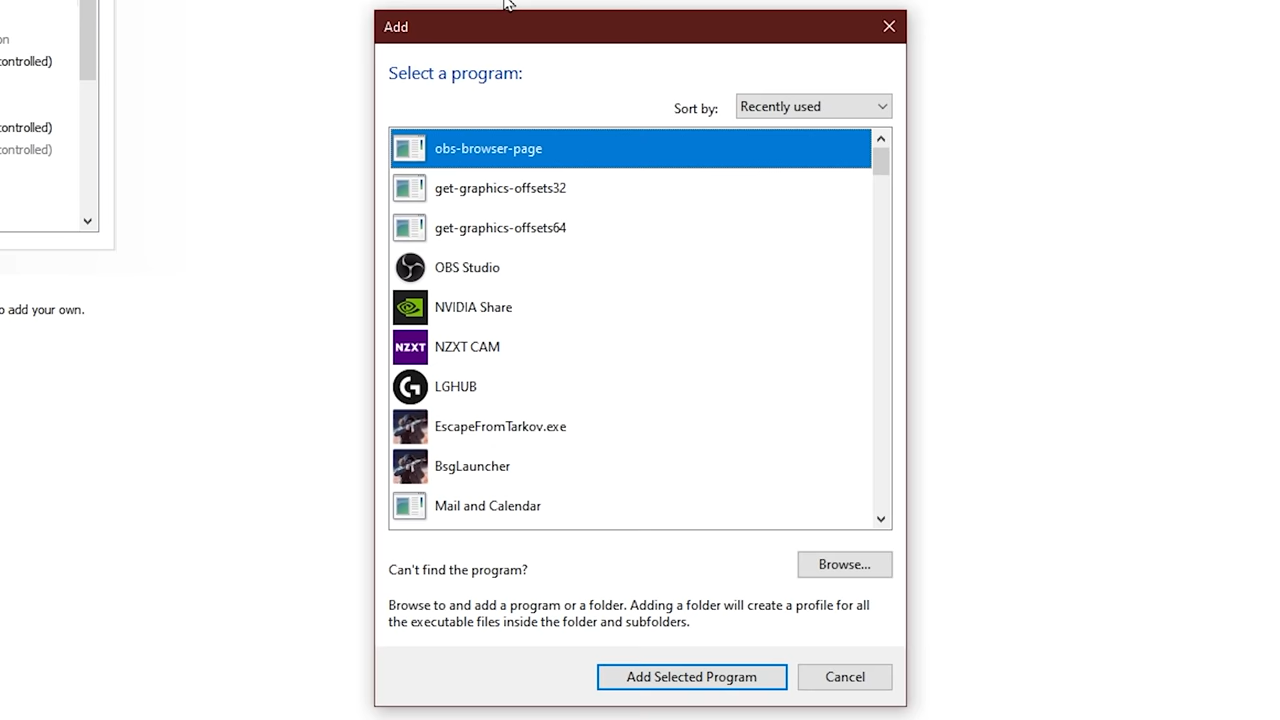 Add
Select a program:
Sort by:
Recently used
obs-browser-page
get-graphics-offsets32
get-graphics-offsets64
OBS Studio
NVIDIA Share
NZXT
NZXT CAM
LGHUB
EscapeFromTarkov.exe
BsgLauncher
Mail and Calendar
Can't find the program?
Browse...
Browse to and add a program or a folder. Adding a folder will create a profile for all
the executable files inside the folder and subfolders.
Add Selected Program
Cancel
on
controlled)
controlled)
controlled)
o add your own.